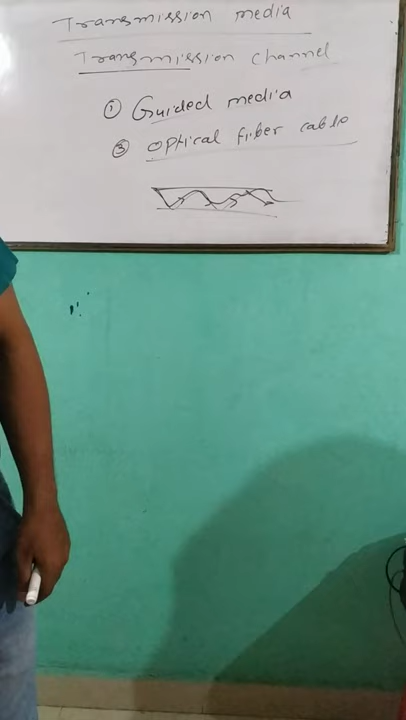 Transmission media
Transmission channel
① Guided media
③ Optical fiber cable